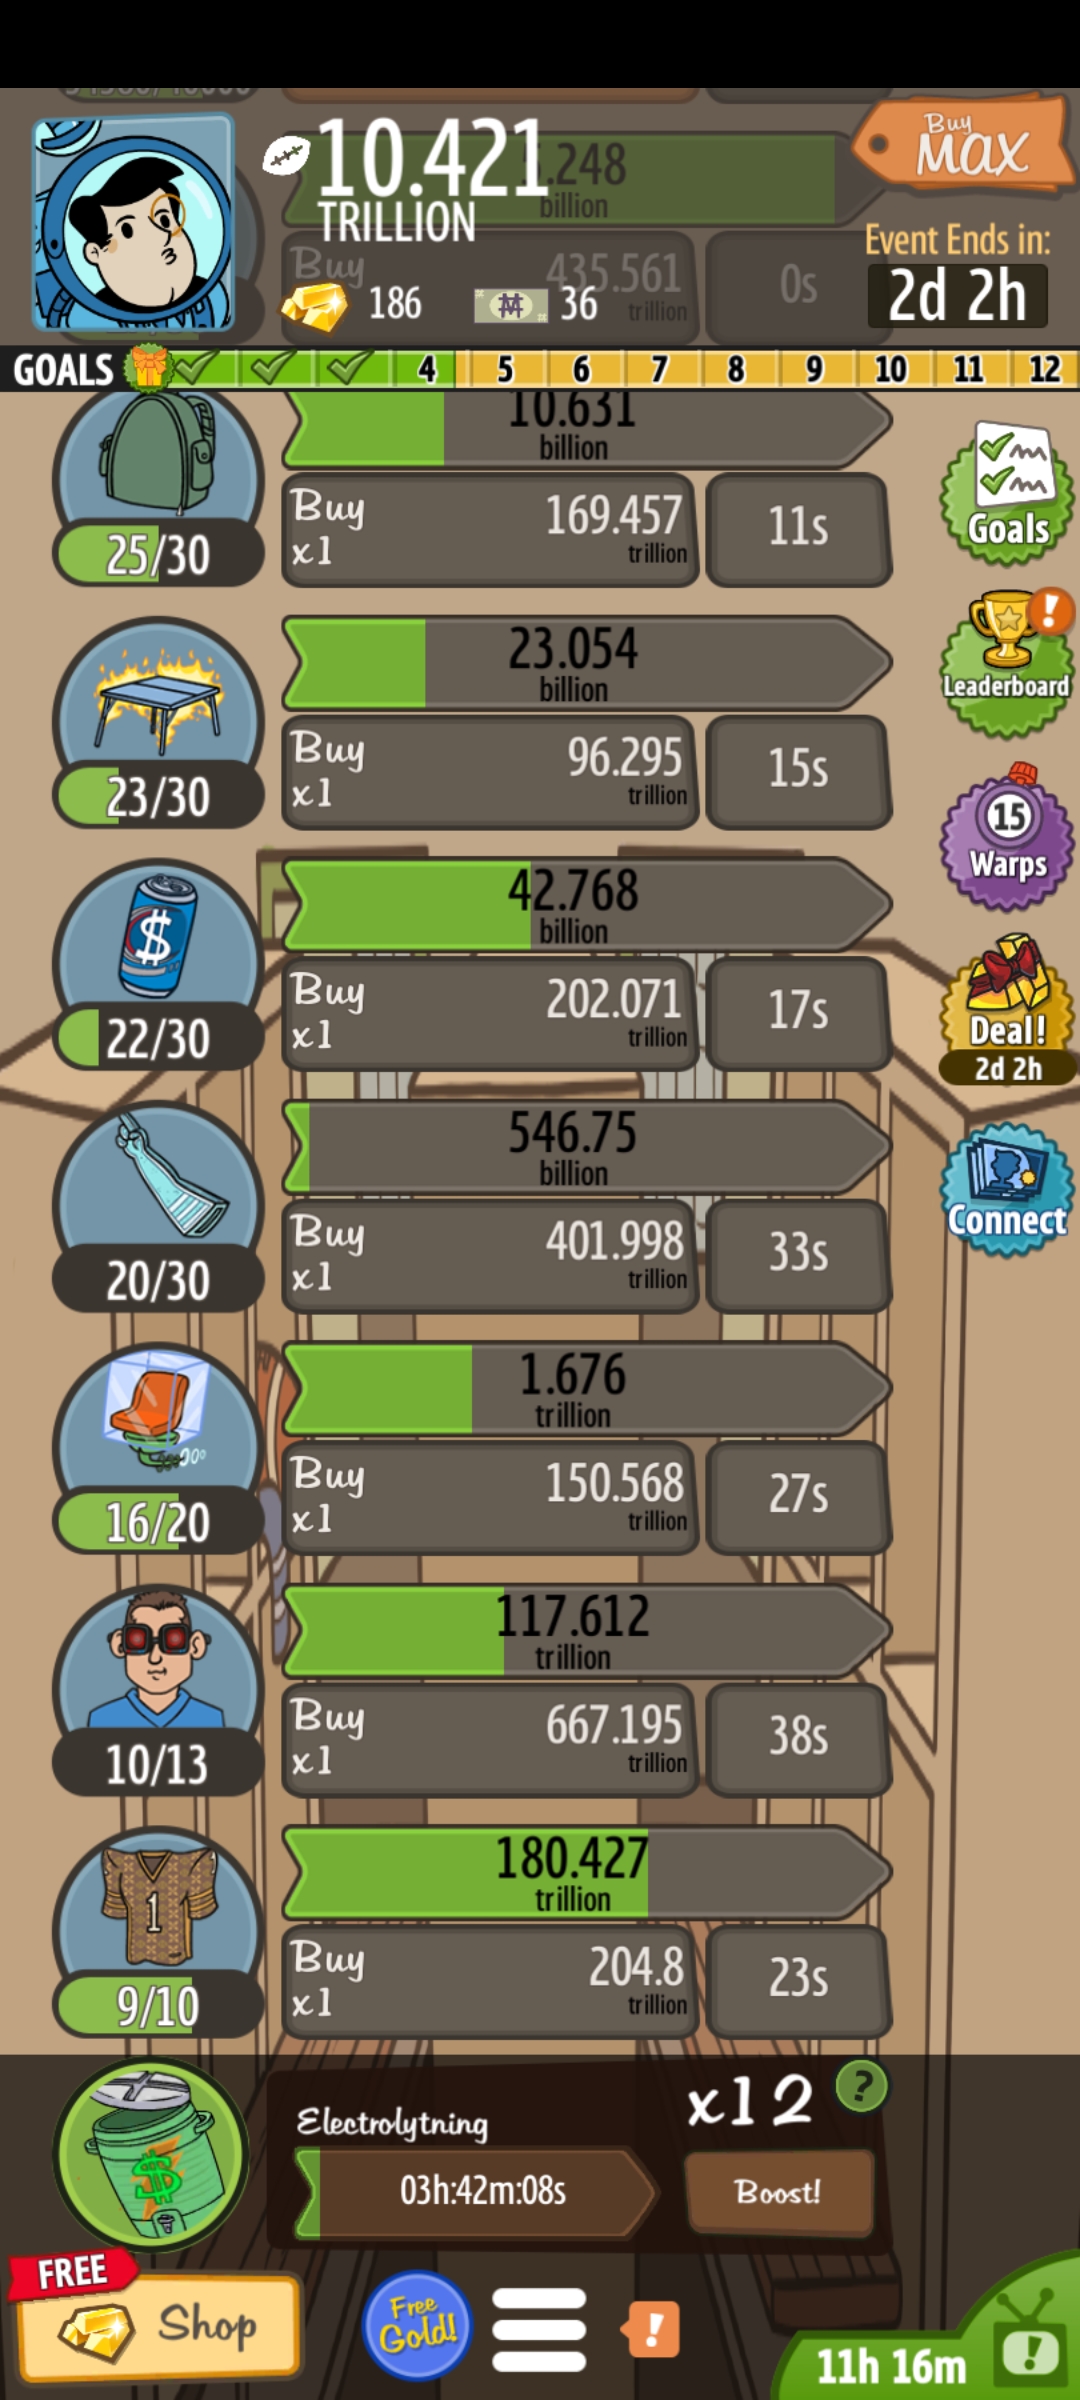 10.421
TRILLION
5.248
billion
Buy
MAX
Buy
435.561
trillion
0s
186
36
Event Ends in:
2d 2h
GOALS 4 5 6 7 8 9 10 11 12
10.631
billion
Buy
x1
169.457
trillion
11s
25/30
Goals
23.054
billion
Buy
x1
96.295
trillion
15s
23/30
Leaderboard
15
Warps
42.768
billion
Buy
x1
202.071
trillion
17s
22/30
Deal!
2d 2h
546.75
billion
Buy
x1
401.998
trillion
33s
20/30
Connect
1.676
trillion
Buy
x1
150.568
trillion
27s
16/20
117.612
trillion
Buy
x1
667.195
trillion
38s
10/13
1
180.427
trillion
Buy
x1
204.8
trillion
23s
9/10
$
Electrolytning
03h:42m:08s
x12
?
Boost!
FREE
Shop
Free
Gold!
!
11h 16m
!